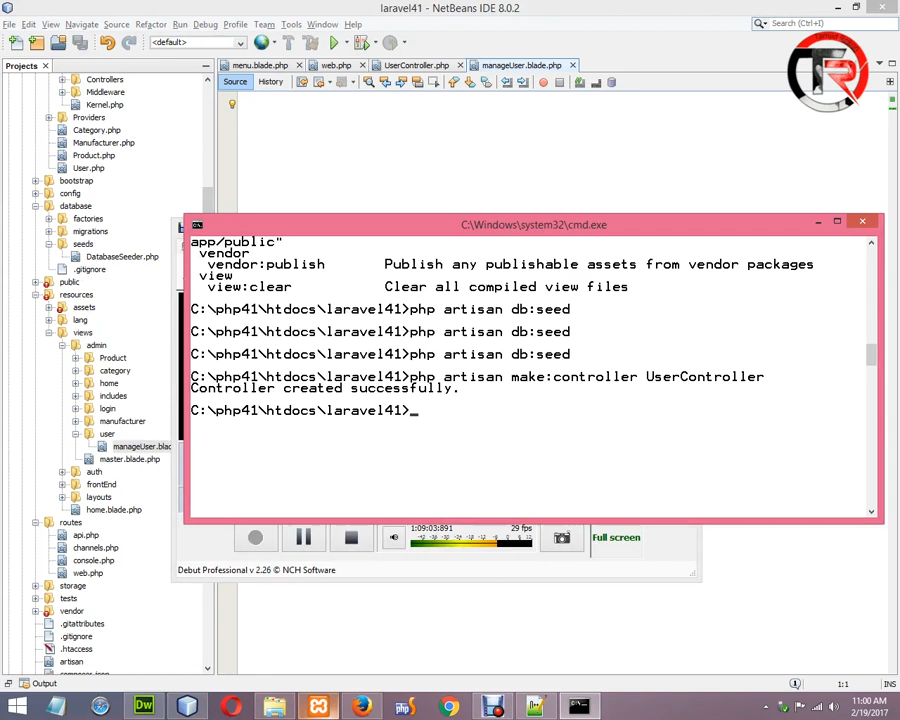 laravel41 - NetBeans IDE 8.0.2
File Edit View Navigate Source Refactor Run Debug Profile Team Tools Window Help
Search (Ctrl+I)
<default>
Projects
menu.blade.php
web.php
UserController.php
manageUser.blade.php
Source
History
Controllers
Middleware
Kernel.php
Providers
Category.php
Manufacturer.php
Product.php
User.php
bootstrap
config
database
factories
migrations
seeds
DatabaseSeeder.php
.gitignore
public
resources
assets
lang
views
admin
Product
category
home
includes
login
manufacturer
user
manageUser.blac
master.blade.php
auth
frontEnd
layouts
home.blade.php
routes
api.php
channels.php
console.php
web.php
storage
tests
vendor
.gitattributes
.gitignore
.htaccess
artisan
composer.json
C:\Windows\system32\cmd.exe
app/public"
vendor
vendor:publish Publish any publishable assets from vendor packages
view
view:clear Clear all compiled view files
C:\php41\htdocs\laravel41>php artisan db:seed
C:\php41\htdocs\laravel41>php artisan db:seed
C:\php41\htdocs\laravel41>php artisan db:seed
C:\php41\htdocs\laravel41>php artisan make:controller UserController
Controller created successfully.
C:\php41\htdocs\laravel41>_
1:09:03:891
29 fps
Full screen
Debut Professional v 2.26 © NCH Software
Output
1:1
INS
Dw
php
11:00 AM
2/19/2017